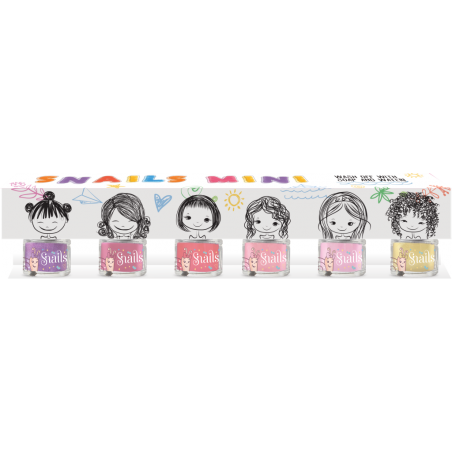 SNAILS MINI
WASH OFF WITH
SOAP AND WATER
Snails
Snails
Snails
Snails
Snails
Snails